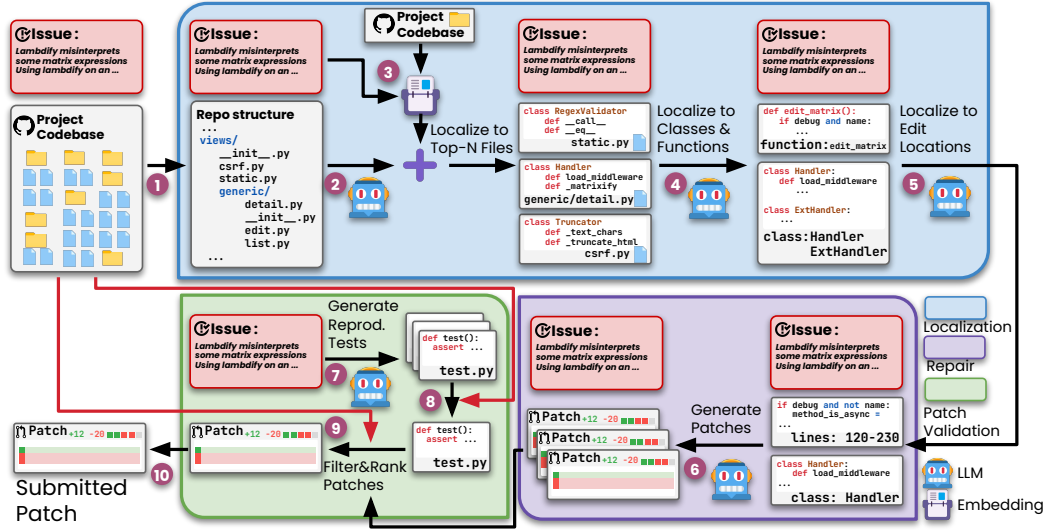 Issue:
Lambdify misinterprets
some matrix expressions
Using lambdify on an ...
Project
Codebase
1
Issue:
Lambdify misinterprets
some matrix expressions
Using lambdify on an ...
Repo structure
...
views/
__init__.py
csrf.py
static.py
generic/
detail.py
__init__.py
edit.py
list.py
...
2
Project
Codebase
3
Localize to
Top-N Files
Issue:
Lambdify misinterprets
some matrix expressions
Using lambdify on an ...
class RegexValidator
def __call__
def __eq__
static.py
class Handler
def load_middleware
def _matrixify
generic/detail.py
class Truncator
def _text_chars
def _truncate_html
csrf.py
Localize to
Classes &
Functions
4
Issue:
Lambdify misinterprets
some matrix expressions
Using lambdify on an ...
def edit_matrix():
if debug and name:
...
function:edit_matrix
class Handler:
def load_middleware
...
class ExtHandler:
...
class:Handler
ExtHandler
Localize to
Edit
Locations
5
Localization
Repair
Patch
Validation
LLM
Embedding
Issue:
Lambdify misinterprets
some matrix expressions
Using lambdify on an ...
if debug and not name:
method_is_async =
...
lines: 120-230
class Handler:
def load_middleware
...
class: Handler
Generate
Patches
6
Issue:
Lambdify misinterprets
some matrix expressions
Using lambdify on an ...
Patch +12 -20
Patch +12 -20
Patch +12 -20
Issue:
Lambdify misinterprets
some matrix expressions
Using lambdify on an ...
Generate
Reprod.
Tests
7
def test():
assert ...
test.py
8
def test():
assert ...
test.py
9
Filter&Rank
Patches
Patch +12 -20
10
Patch +12 -20
Submitted
Patch